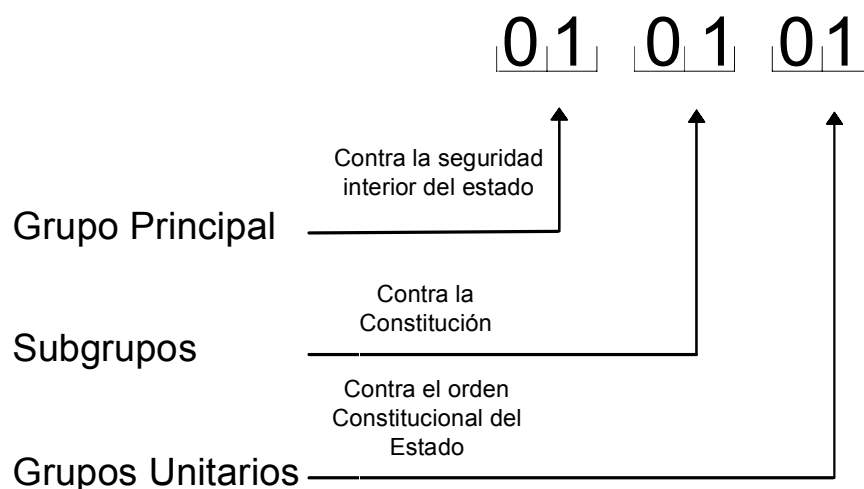 01 01 01
Contra la seguridad
interior del estado
Grupo Principal
Contra la
Constitución
Subgrupos
Contra el orden
Constitucional del
Estado
Grupos Unitarios